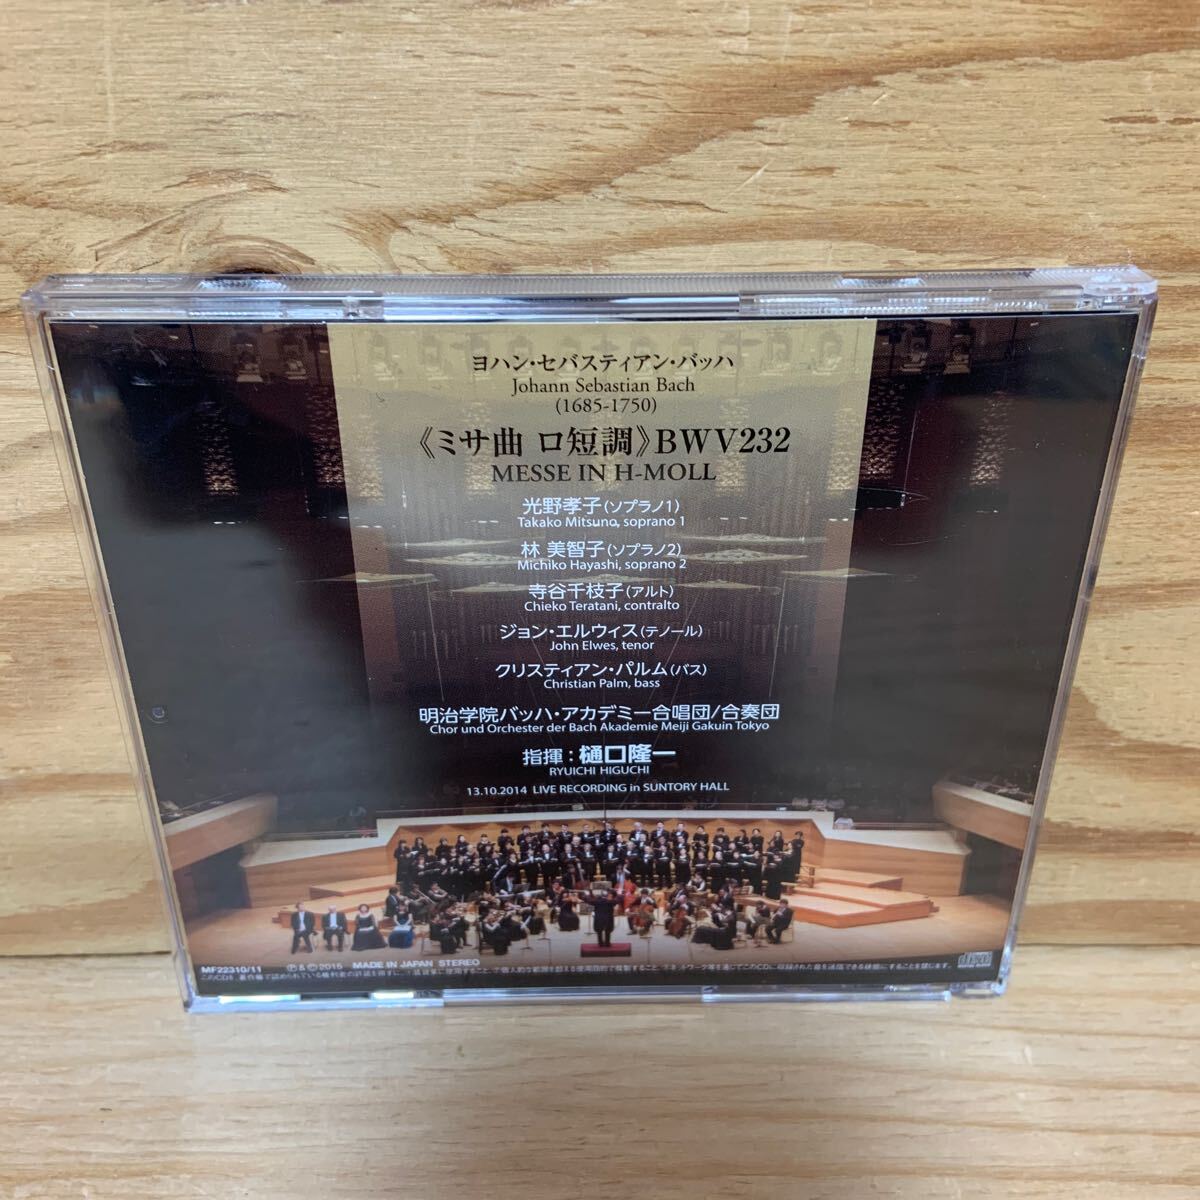 ヨハン・セバスティアン・バッハ
Johann Sebastian Bach
(1685-1750)
《ミサ曲 ロ短調》BWV232
MESSE IN H-MOLL
光野孝子(ソプラノ1)
Takako Mitsuno, soprano 1
林 美智子(ソプラノ2)
Michiko Hayashi, soprano 2
寺谷千枝子(アルト)
Chieko Teratani, contralto
ジョン・エルウィス(テノール)
John Elwes, tenor
クリスティアン・パルム(バス)
Christian Palm, bass
明治学院バッハ・アカデミー合唱団/合奏団
Chor und Orchester der Bach Akademie Meiji Gakuin Tokyo
指揮:樋口隆一
RYUICHI HIGUCHI
13.10.2014 LIVE RECORDING in SUNTORY HALL
MF22310/11 ℗ & © 2015 MADE IN JAPAN STEREO